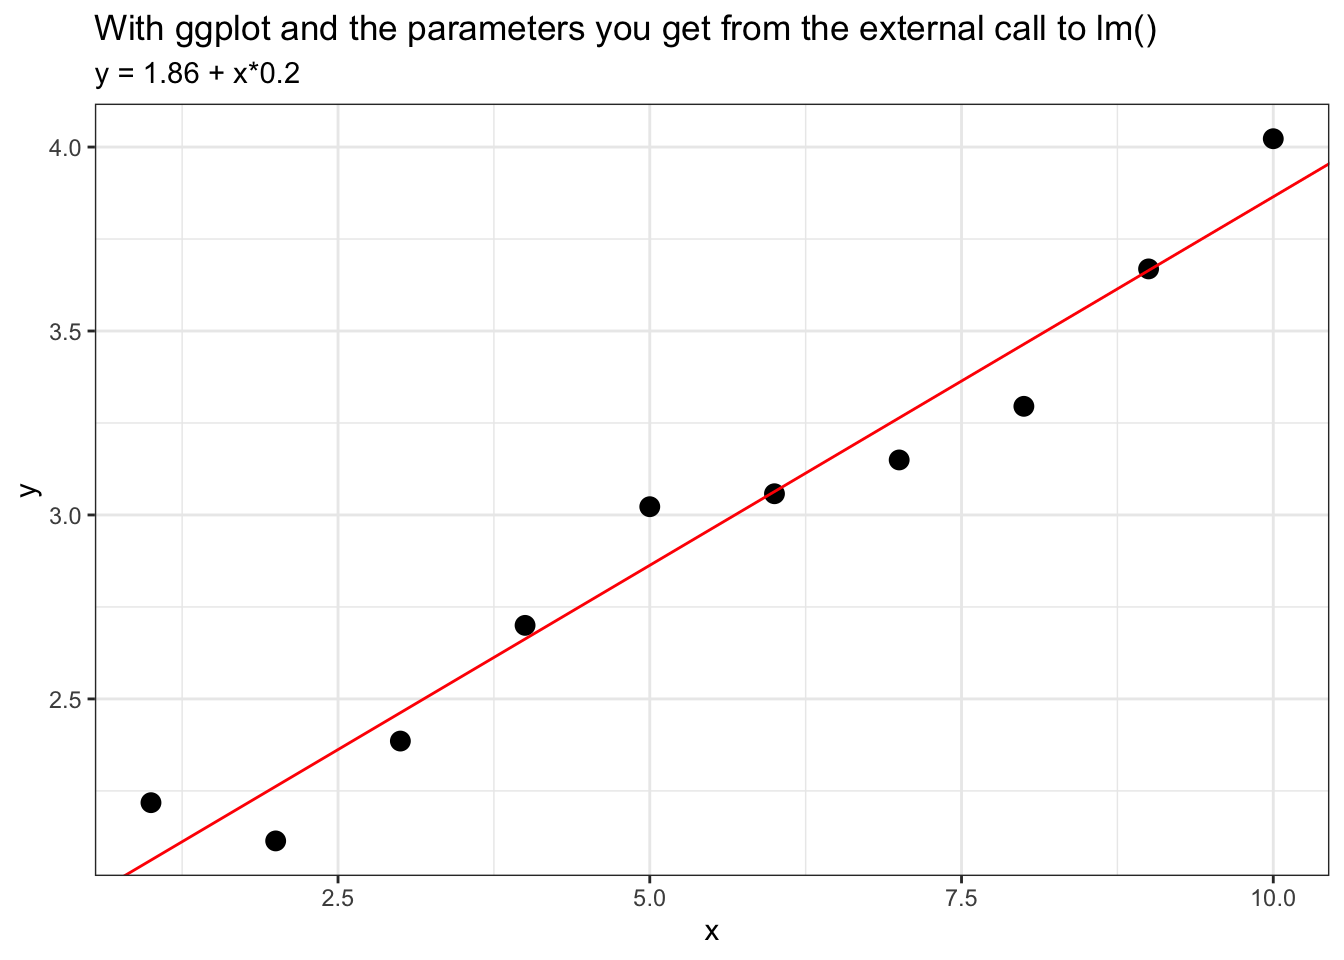 With ggplot and the parameters you get from the external call to lm()
y = 1.86 + x*0.2
4.0
3.5
3.0
2.5
y
2.5 5.0 7.5 10.0
x